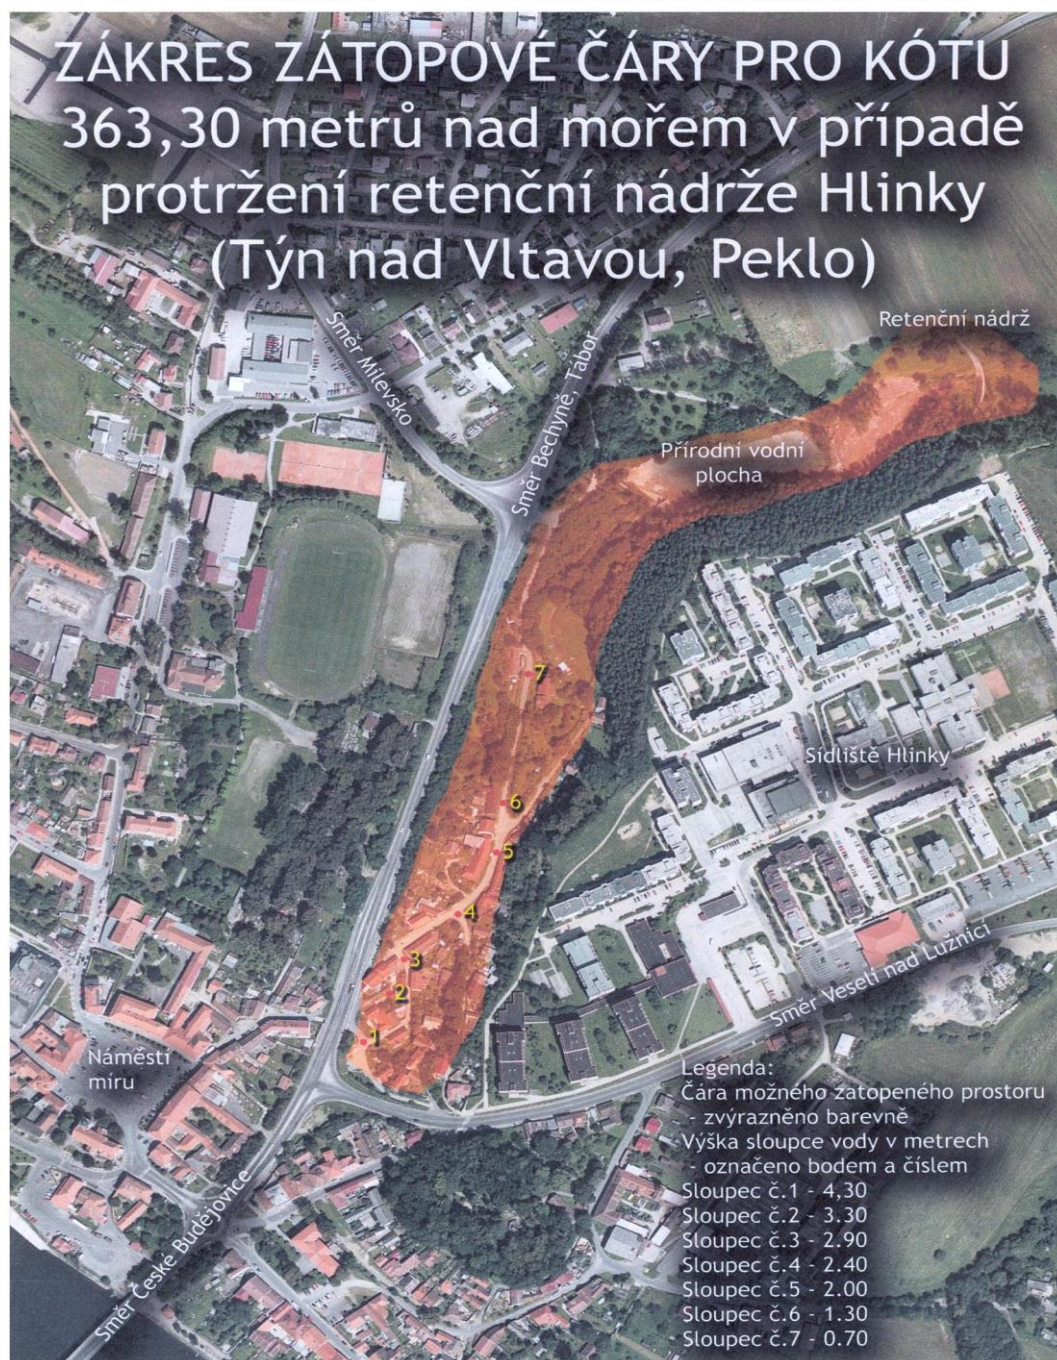 ZÁKRES ZÁTOPOVÉ ČÁRY PRO KÓTU
363,30 metrů nad mořem v případě
protržení retenční nádrže Hlinky
(Týn nad Vltavou, Peklo)
Retenční nádrž
Směr Milevsko
Směr Bechyně, Tábor
Přírodní vodní
plocha
7
Sídliště Hlinky
6
5
4
3
2
1
Směr Veselí nad Lužnicí
Náměstí
míru
Směr České Budějovice
Legenda:
Čára možného zátopeného prostoru
- zvýrazněno barevně
Výška sloupce vody v metrech
- označeno bodem a číslem
Sloupec č.1 - 4,30
Sloupec č.2 - 3.30
Sloupec č.3 - 2.90
Sloupec č.4 - 2.40
Sloupec č.5 - 2.00
Sloupec č.6 - 1.30
Sloupec č.7 - 0.70